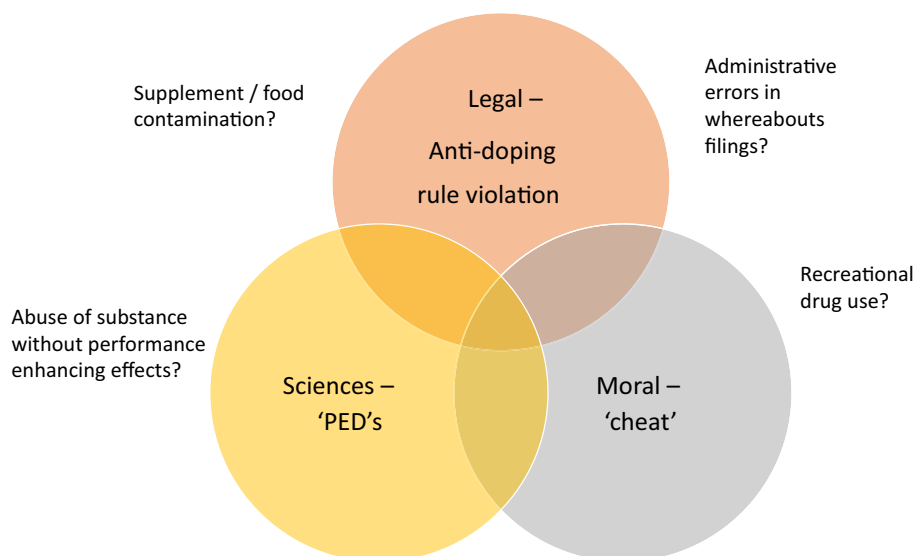 Supplement / food
contamination?
Legal –
Anti-doping
rule violation
Administrative
errors in
whereabouts
filings?
Abuse of substance
without performance
enhancing effects?
Recreational
drug use?
Sciences –
‘PED’s
Moral –
‘cheat’